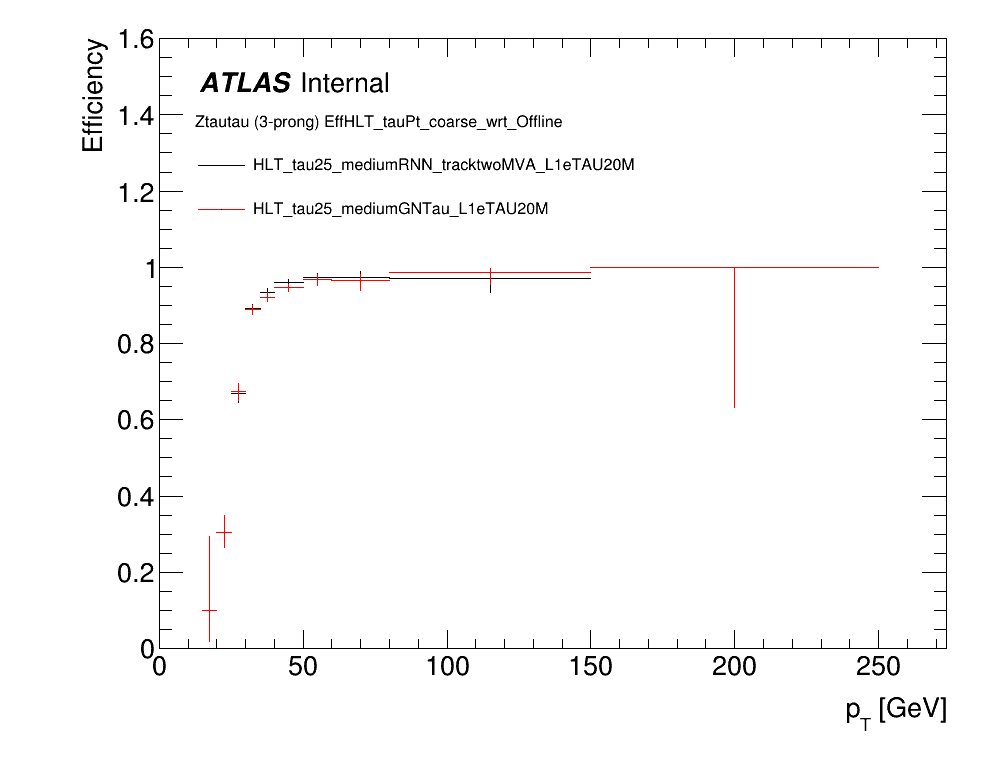 Efficiency
1.6
1.4
1.2
1
0.8
0.6
0.4
0.2
0
ATLAS Internal
Ztautau (3-prong) EffHLT_tauPt_coarse_wrt_Offline
HLT_tau25_mediumRNN_tracktwoMVA_L1eTAU20M
HLT_tau25_mediumGNTau_L1eTAU20M
0 50 100 150 200 250
p_T [GeV]